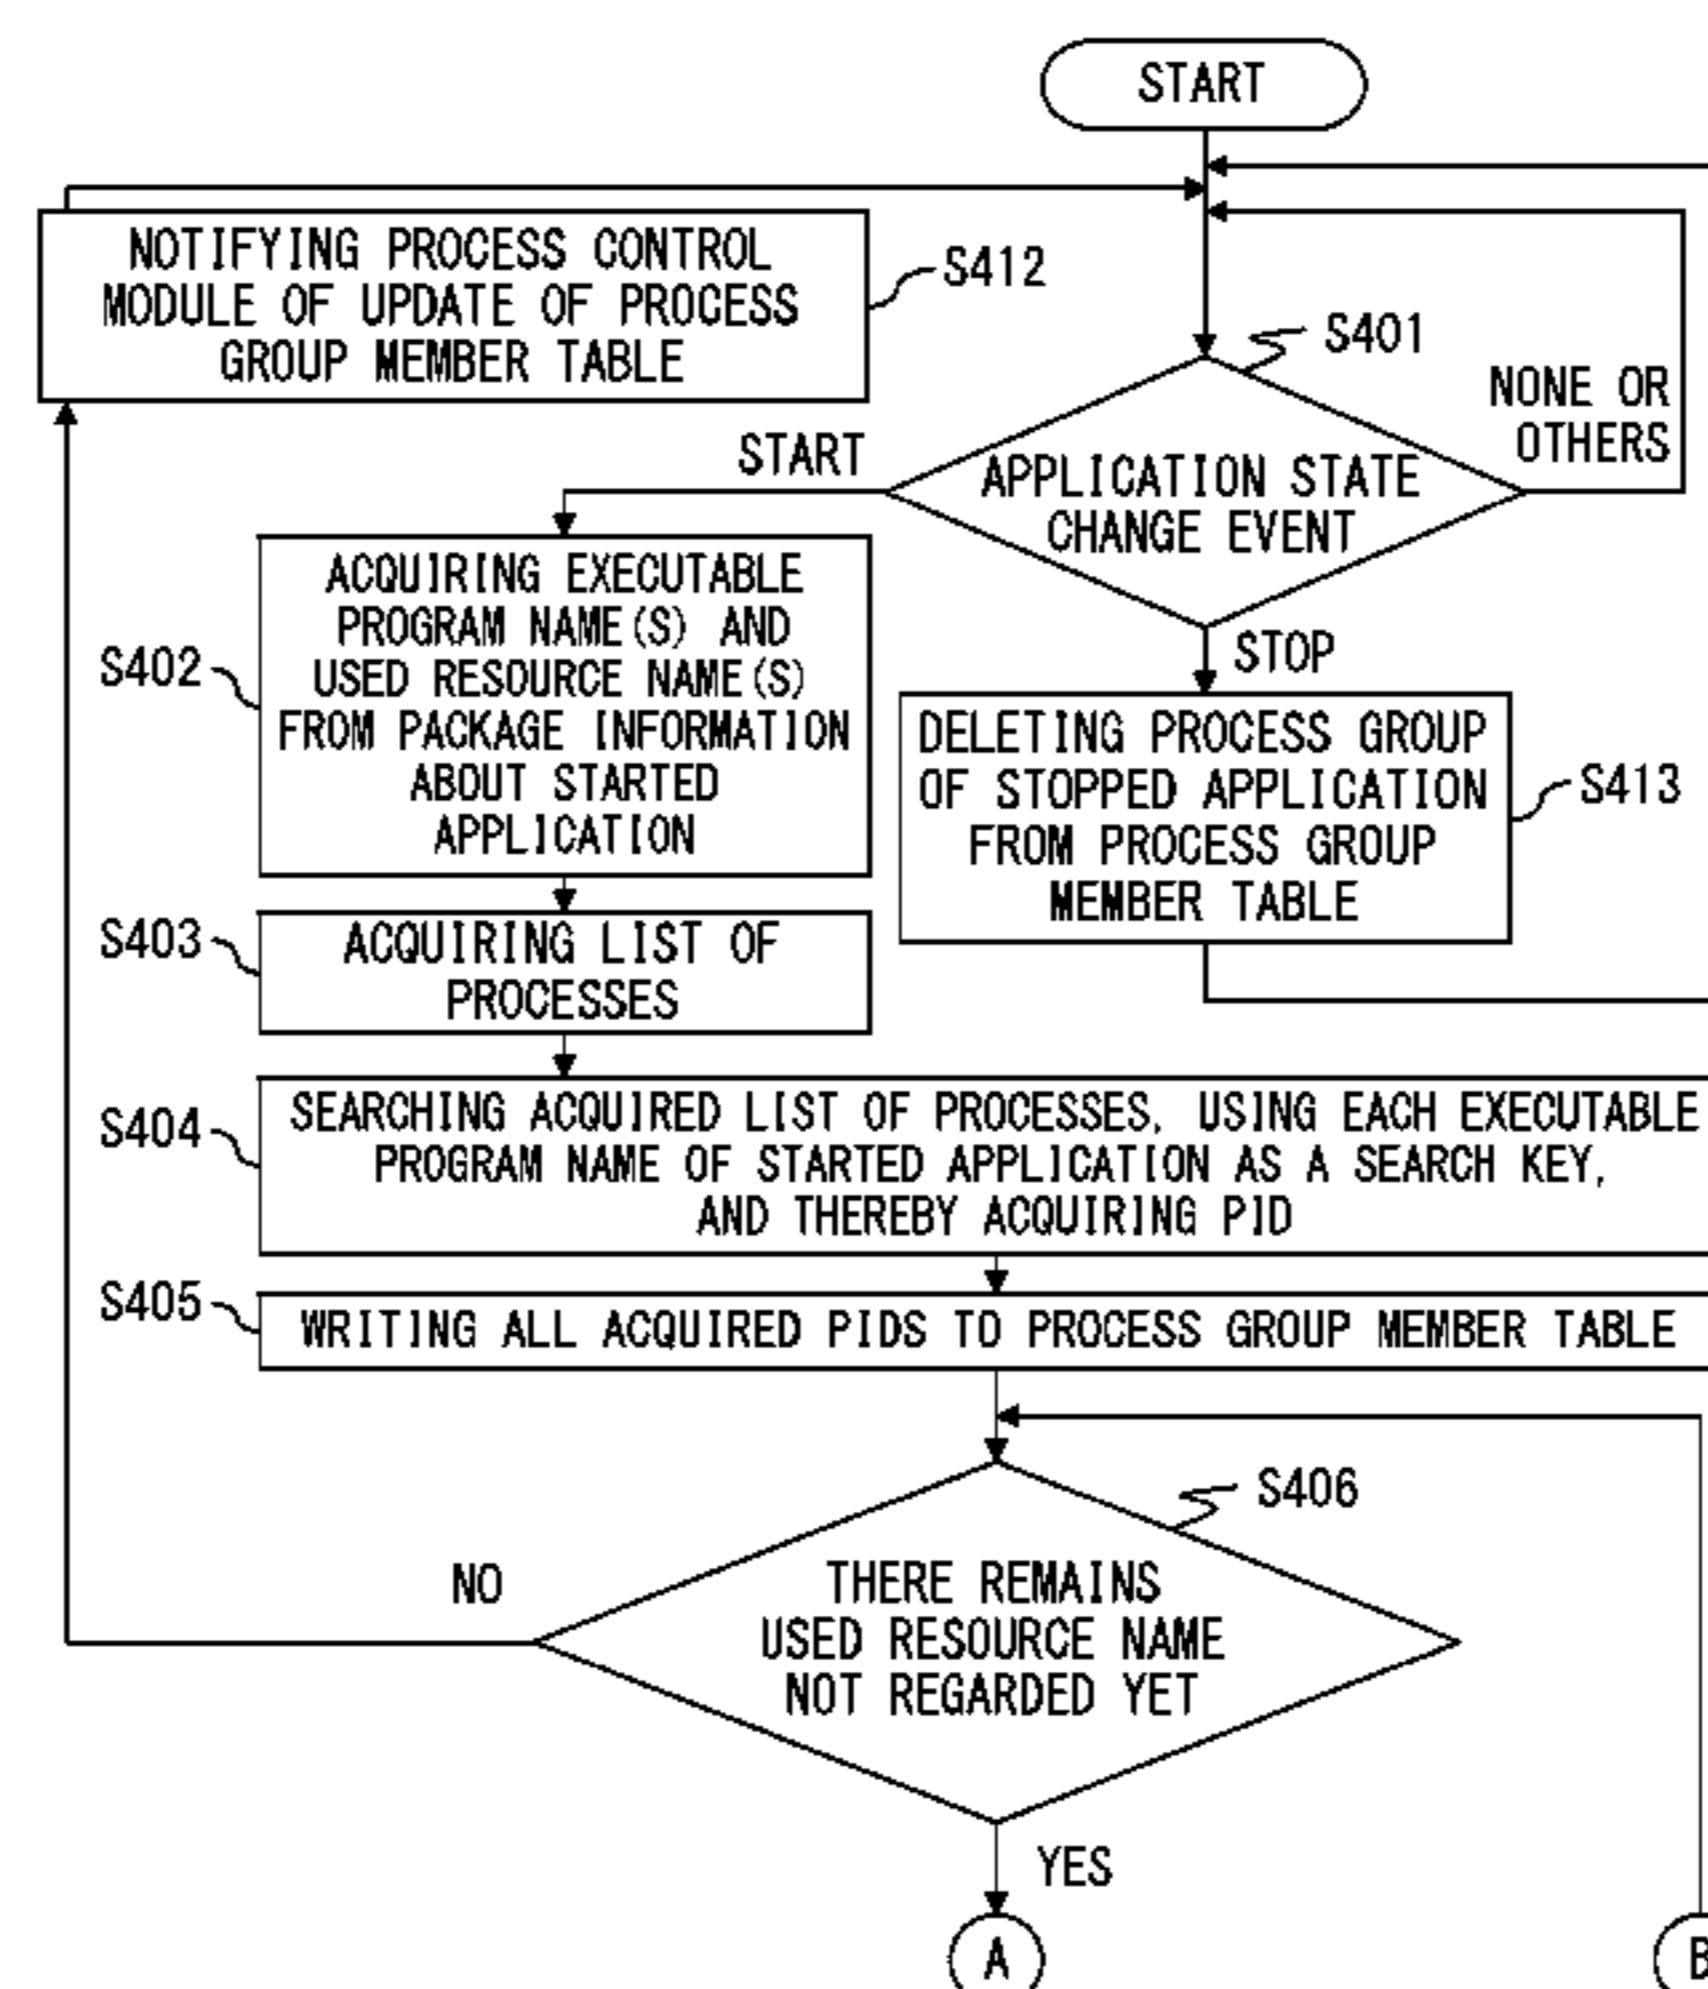 START
NOTIFYING PROCESS CONTROL
MODULE OF UPDATE OF PROCESS
GROUP MEMBER TABLE
S412
S401
NONE OR
OTHERS
START
APPLICATION STATE
CHANGE EVENT
STOP
S402
ACQUIRING EXECUTABLE
PROGRAM NAME(S) AND
USED RESOURCE NAME(S)
FROM PACKAGE INFORMATION
ABOUT STARTED
APPLICATION
DELETING PROCESS GROUP
OF STOPPED APPLICATION
FROM PROCESS GROUP
MEMBER TABLE
S413
S403
ACQUIRING LIST OF
PROCESSES
S404
SEARCHING ACQUIRED LIST OF PROCESSES, USING EACH EXECUTABLE
PROGRAM NAME OF STARTED APPLICATION AS A SEARCH KEY,
AND THEREBY ACQUIRING PID
S405
WRITING ALL ACQUIRED PIDS TO PROCESS GROUP MEMBER TABLE
S406
NO
THERE REMAINS
USED RESOURCE NAME
NOT REGARDED YET
YES
A
B